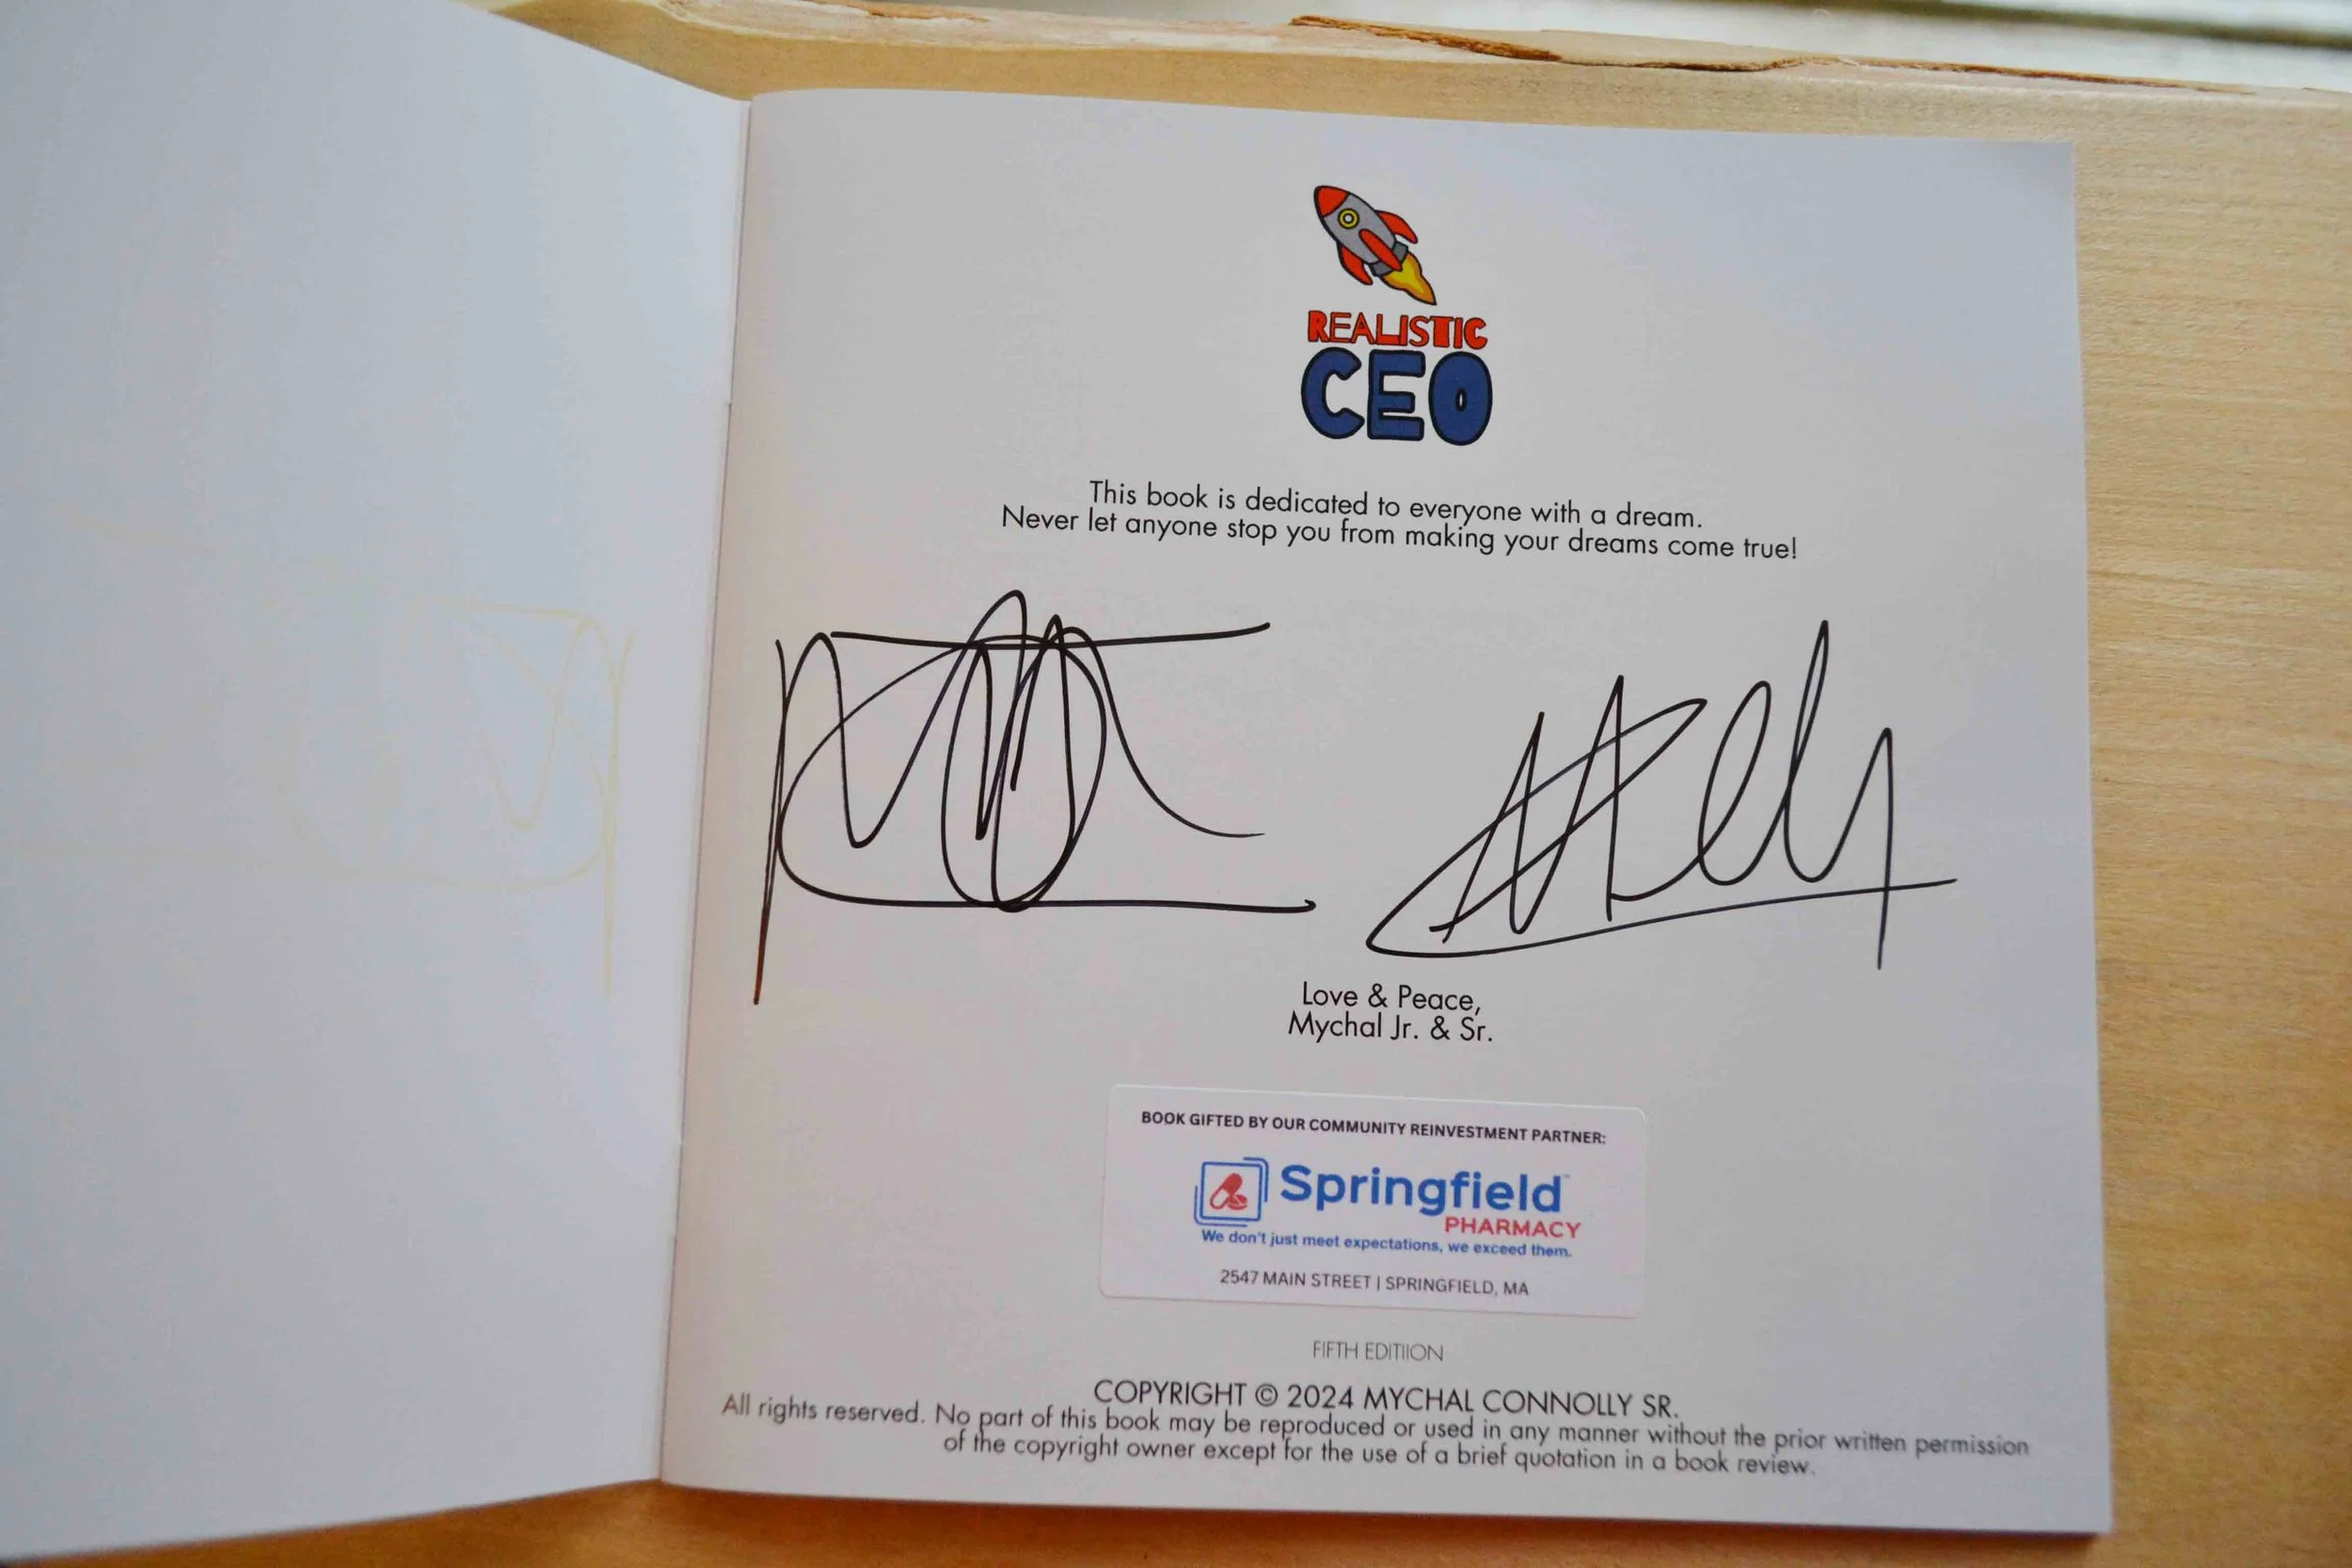 REALISTIC
CEO
This book is dedicated to everyone with a dream.
Never let anyone stop you from making your dreams come true!
Love & Peace,
Mychal Jr. & Sr.
BOOK GIFTED BY OUR COMMUNITY REINVESTMENT PARTNER:
Springfield™
PHARMACY
We don't just meet expectations, we exceed them.
2547 MAIN STREET | SPRINGFIELD, MA
FIFTH EDITIION
COPYRIGHT © 2024 MYCHAL CONNOLLY SR.
All rights reserved. No part of this book may be reproduced or used in any manner without the prior written permission
of the copyright owner except for the use of a brief quotation in a book review.